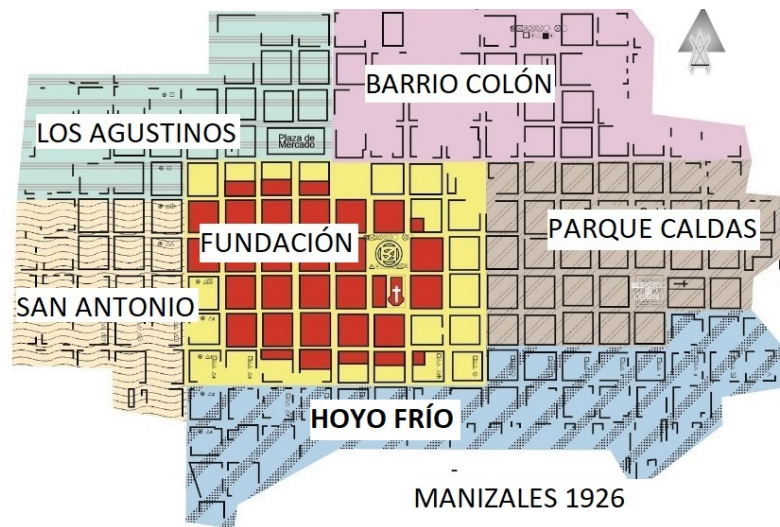 BARRIO COLÓN
LOS AGUSTINOS
Plaza de
Mercado
FUNDACIÓN
PARQUE CALDAS
SAN ANTONIO
HOYO FRÍO
MANIZALES 1926